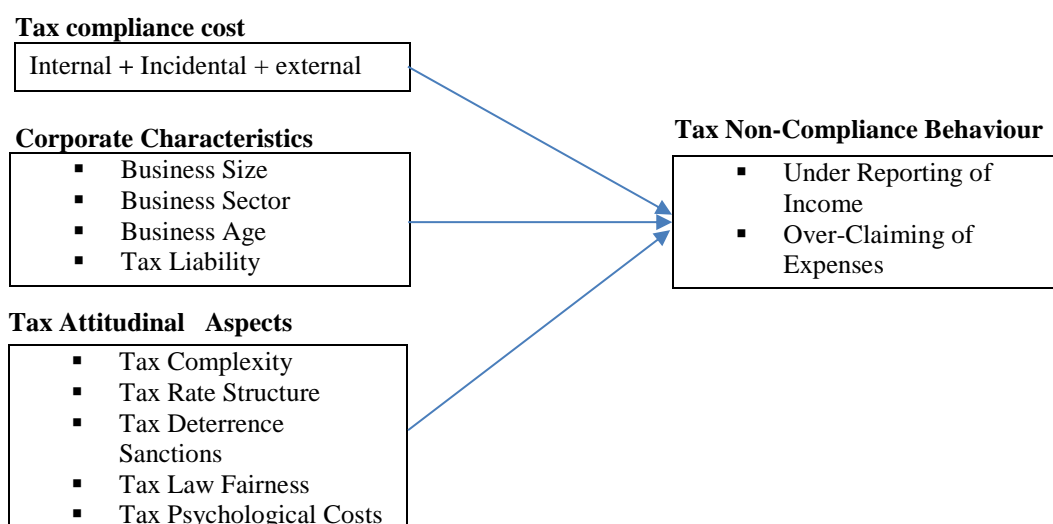 Tax compliance cost
Internal + Incidental + external
Corporate Characteristics
▪ Business Size
▪ Business Sector
▪ Business Age
▪ Tax Liability
Tax Attitudinal Aspects
▪ Tax Complexity
▪ Tax Rate Structure
▪ Tax Deterrence
Sanctions
▪ Tax Law Fairness
▪ Tax Psychological Costs
Tax Non-Compliance Behaviour
▪ Under Reporting of
Income
▪ Over-Claiming of
Expenses